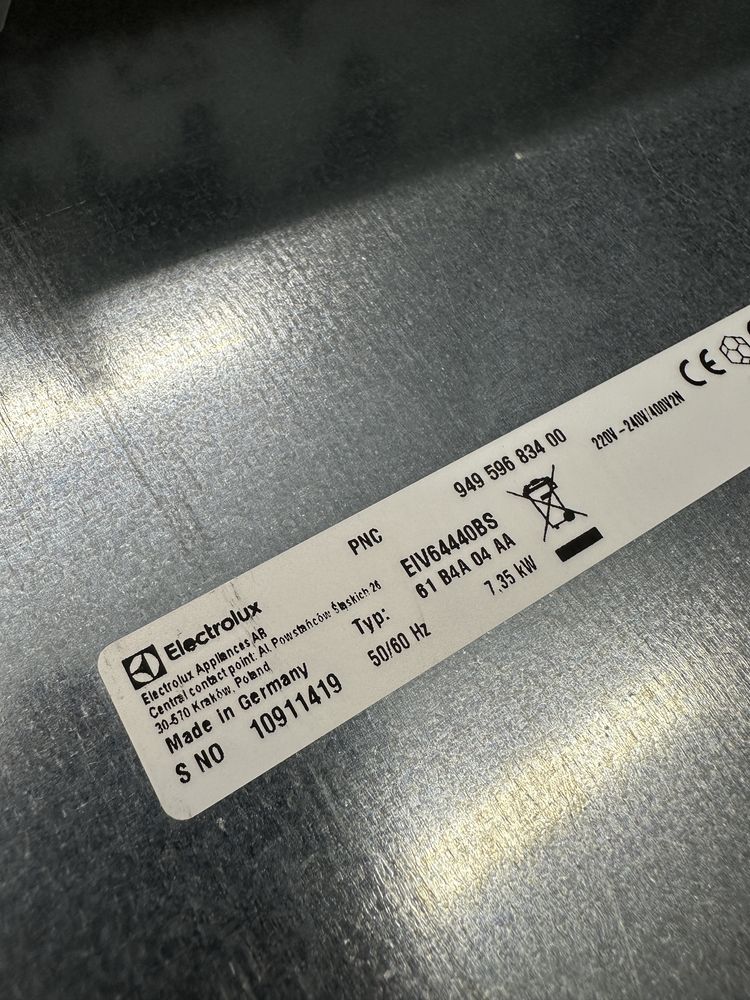 Electrolux
Electrolux Appliances AB
Central contact point: Al. Powstańców Śląskich 26
30-570 Kraków, Poland
Made in Germany
S NO 10911419
PNC 949 596 834 00
EIV64440BS
Typ: 61 B4A 04 AA
50/60 Hz 7.35 kW
220V-240V/400V2N
CE